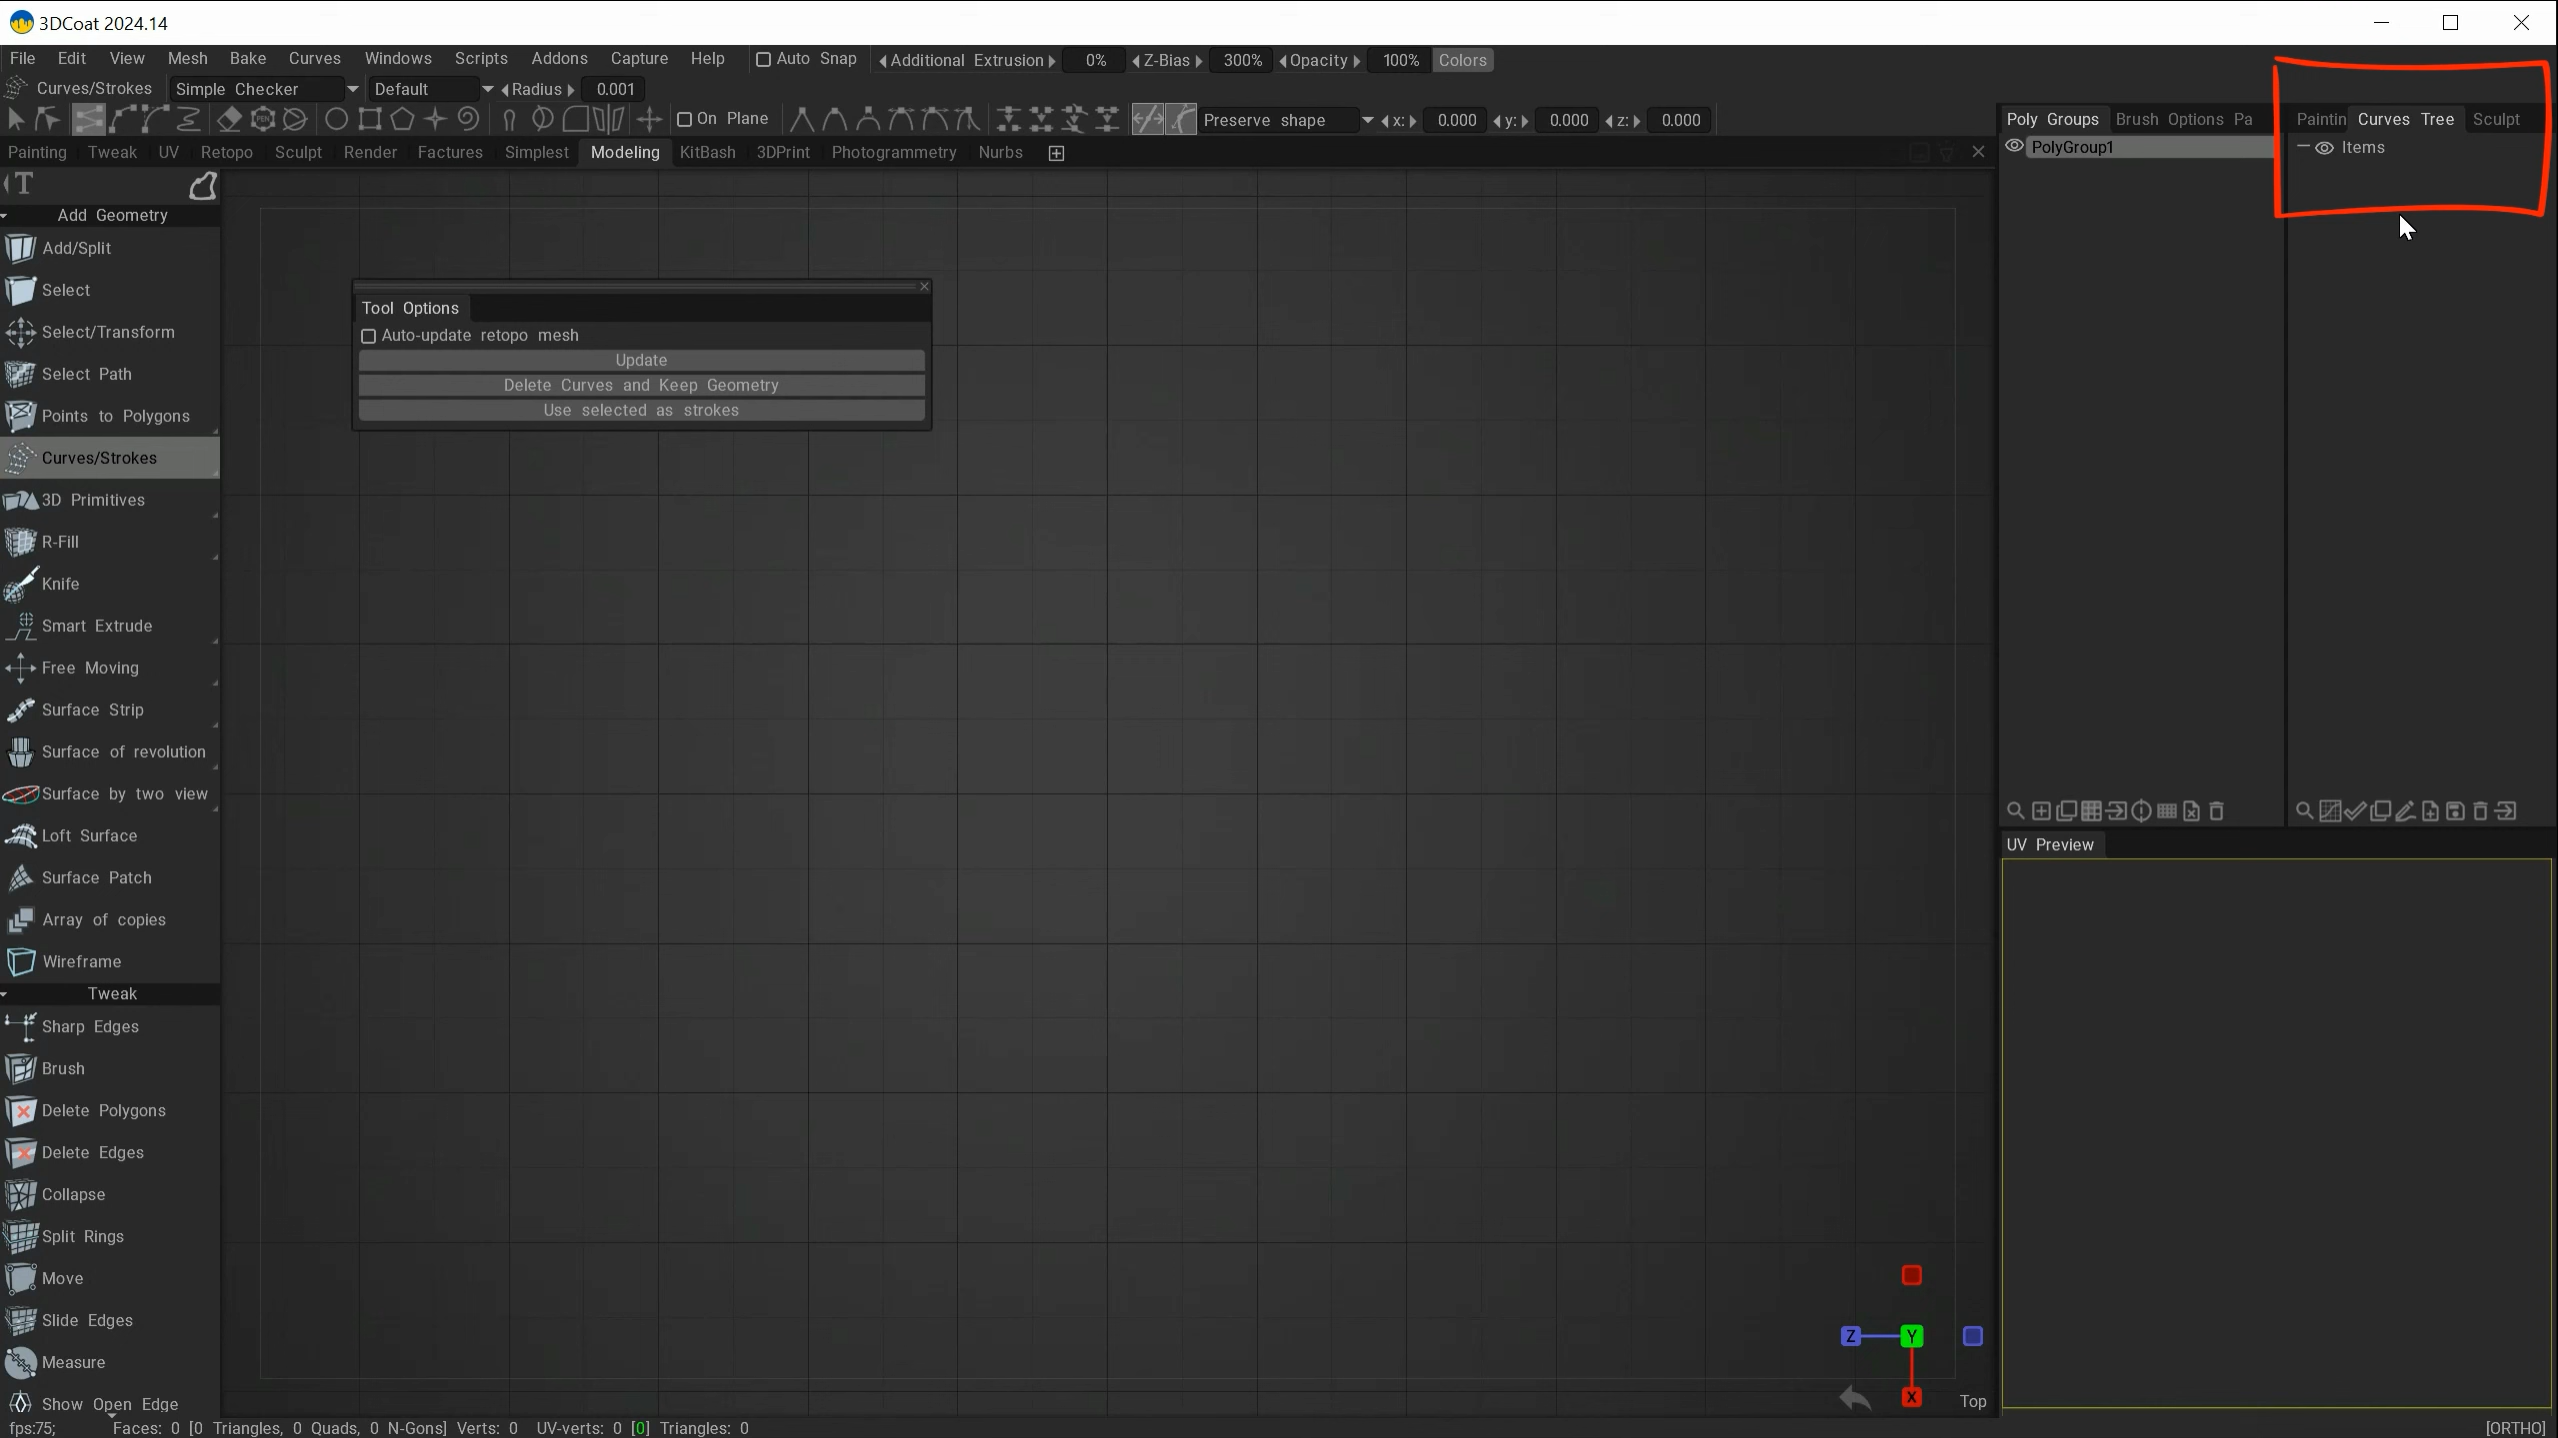 3DCoat 2024.14
File Edit View Mesh Bake Curves Windows Scripts Addons Capture Help Auto Snap Additional Extrusion 0% Z-Bias 300% Opacity 100% Colors
Curves/Strokes Simple Checker Default Radius 0.001
On Plane Preserve shape x: 0.000 y: 0.000 z: 0.000
Painting Tweak UV Retopo Sculpt Render Factures Simplest Modeling KitBash 3DPrint Photogrammetry Nurbs
Poly Groups Brush Options Pa
PolyGroup1
Paintin Curves Tree Sculpt
Items
T
Add Geometry
Add/Split
Select
Select/Transform
Select Path
Points to Polygons
Curves/Strokes
3D Primitives
R-Fill
Knife
Smart Extrude
Free Moving
Surface Strip
Surface of revolution
Surface by two view
Loft Surface
Surface Patch
Array of copies
Wireframe
Tweak
Sharp Edges
Brush
Delete Polygons
Delete Edges
Collapse
Split Rings
Move
Slide Edges
Measure
Show Open Edge
Tool Options
Auto-update retopo mesh
Update
Delete Curves and Keep Geometry
Use selected as strokes
UV Preview
Z Y
X
Top
fps:75; Faces: 0 [0 Triangles, 0 Quads, 0 N-Gons] Verts: 0 UV-verts: 0 [0] Triangles: 0
[ORTHO]